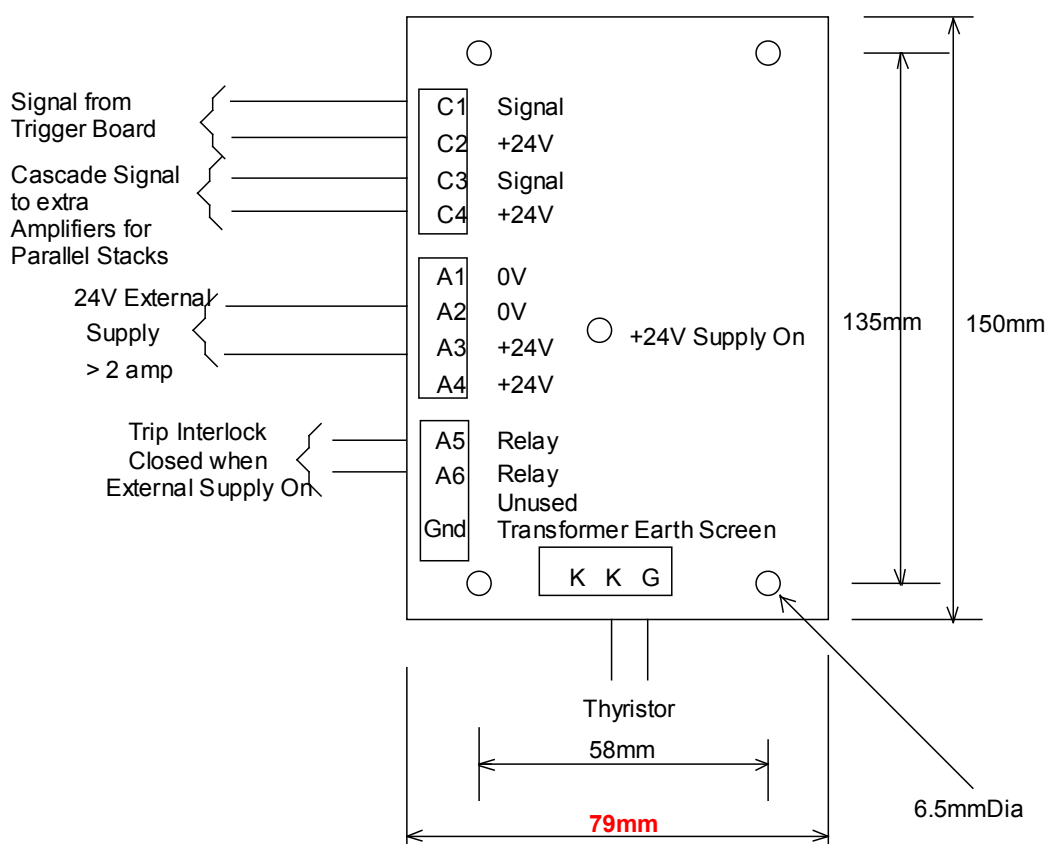 Signal from
Trigger Board
Cascade Signal
to extra
Amplifiers for
Parallel Stacks
24V External
Supply
> 2 amp
Trip Interlock
Closed when
External Supply On
C1 Signal
C2 +24V
C3 Signal
C4 +24V
A1 0V
A2 0V
A3 +24V
A4 +24V
A5 Relay
A6 Relay
Unused
Gnd Transformer Earth Screen
+24V Supply On
K K G
Thyristor
58mm
79mm
135mm
150mm
6.5mmDia